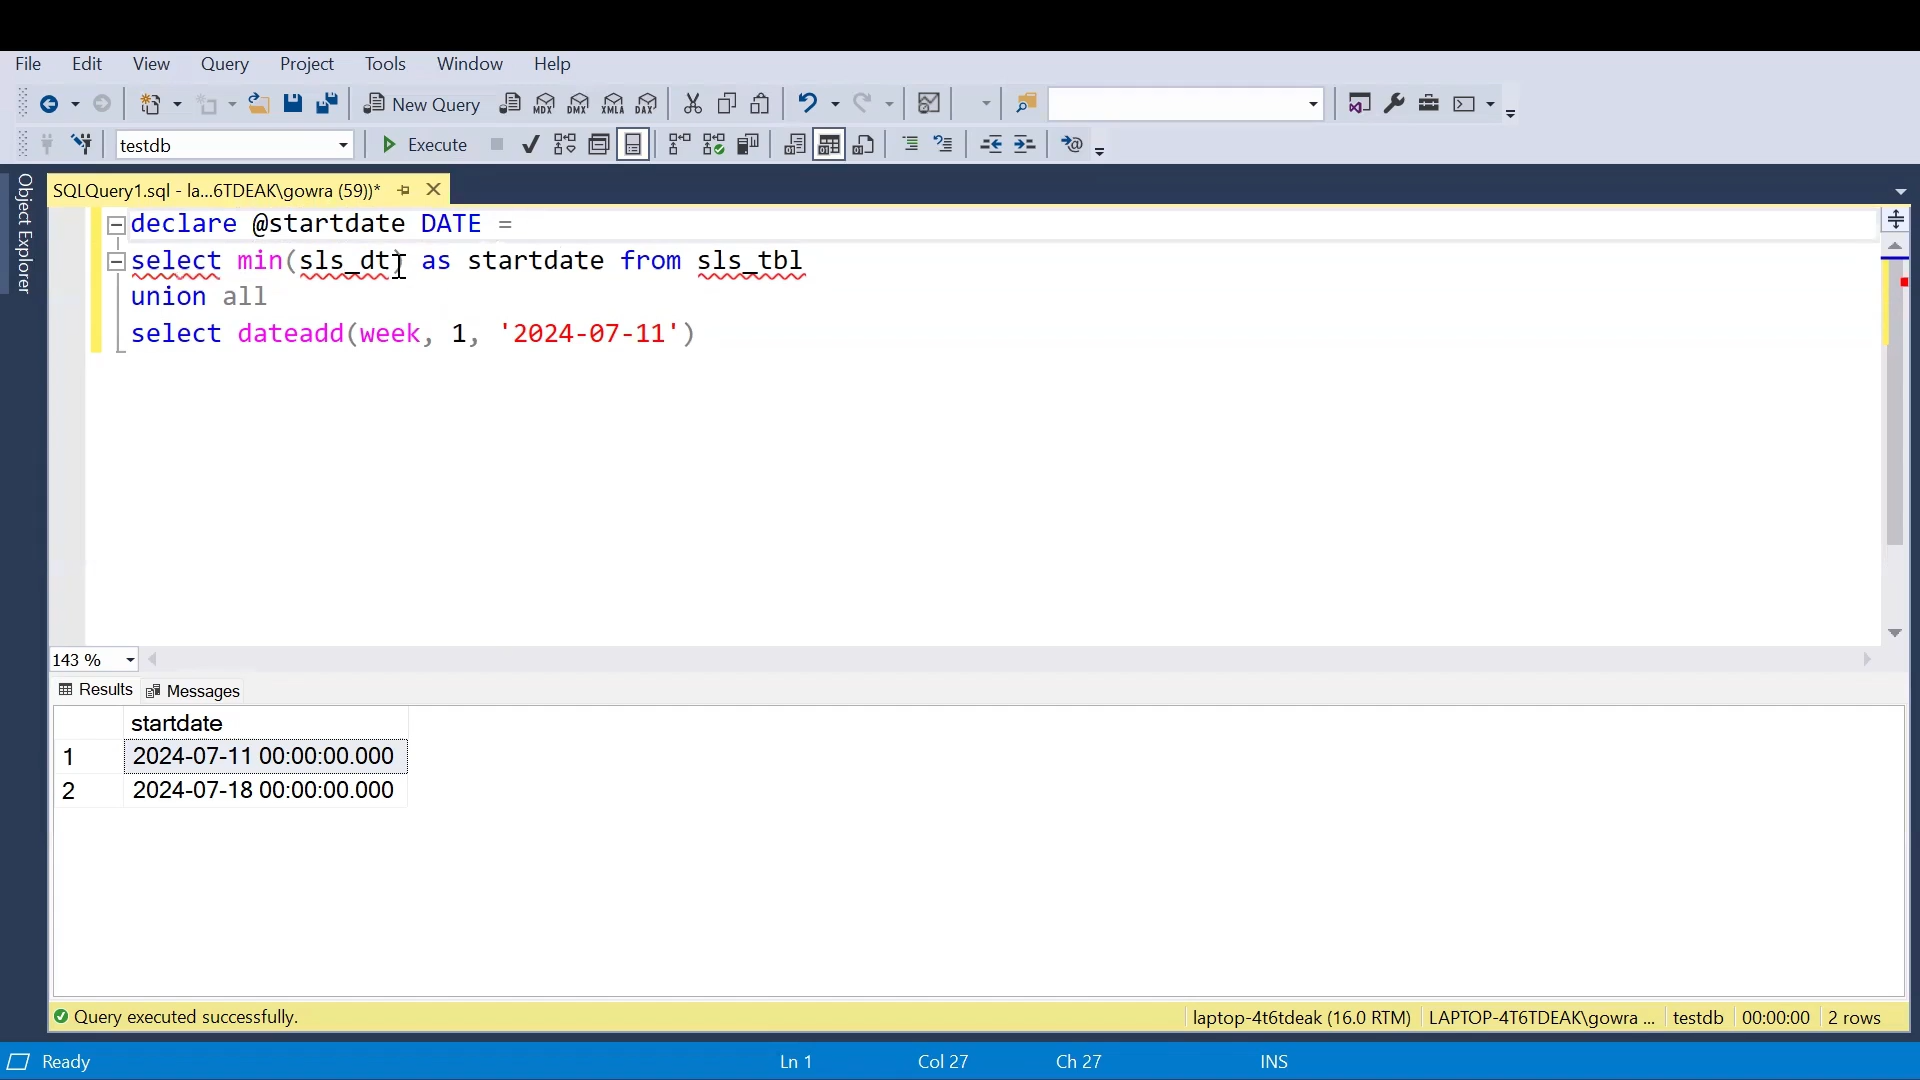 File Edit View Query Project Tools Window Help
New Query MDX DMX XMLA DAX
testdb Execute
Object Explorer
SQLQuery1.sql - la...6TDEAK\gowra (59))*
declare @startdate DATE =
select min(sls_dt) as startdate from sls_tbl
union all
select dateadd(week, 1, '2024-07-11')
143 %
Results Messages
startdate
1 2024-07-11 00:00:00.000
2 2024-07-18 00:00:00.000
Query executed successfully. laptop-4t6tdeak (16.0 RTM) LAPTOP-4T6TDEAK\gowra ... testdb 00:00:00 2 rows
Ready Ln 1 Col 27 Ch 27 INS